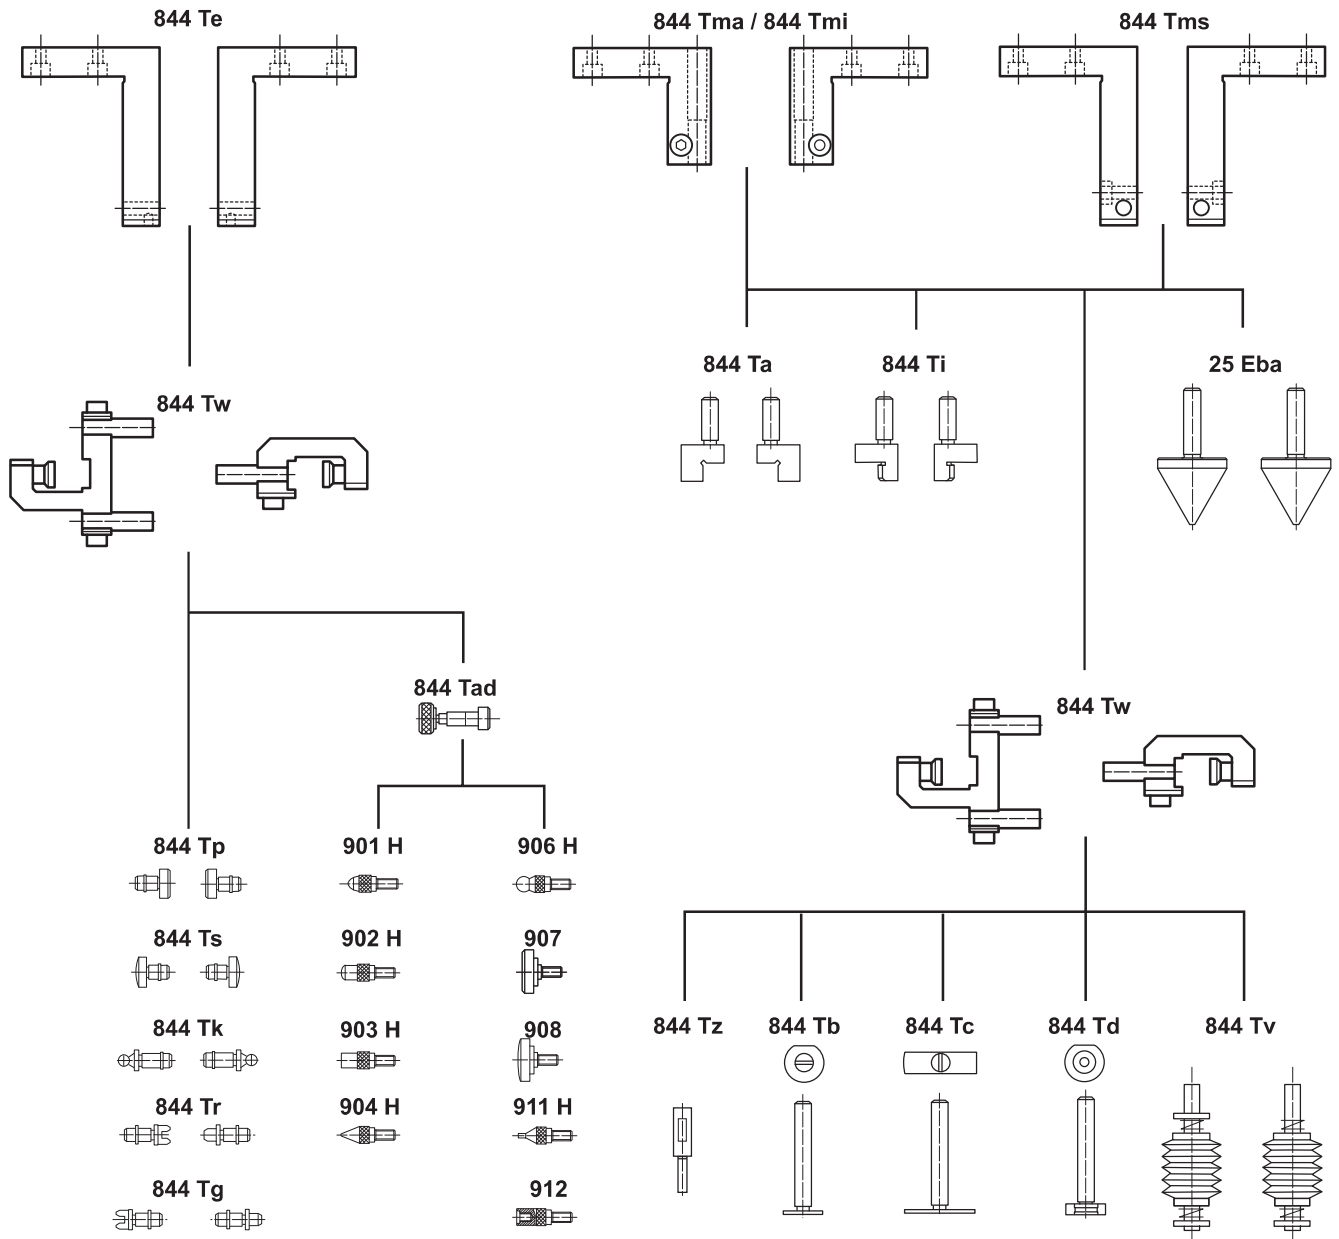 844 Te
844 Tma / 844 Tmi
844 Tms
844 Ta
844 Ti
25 Eba
844 Tw
844 Tad
844 Tw
844 Tp
901 H
906 H
844 Ts
902 H
907
844 Tk
903 H
908
844 Tr
904 H
911 H
844 Tg
912
844 Tz
844 Tb
844 Tc
844 Td
844 Tv